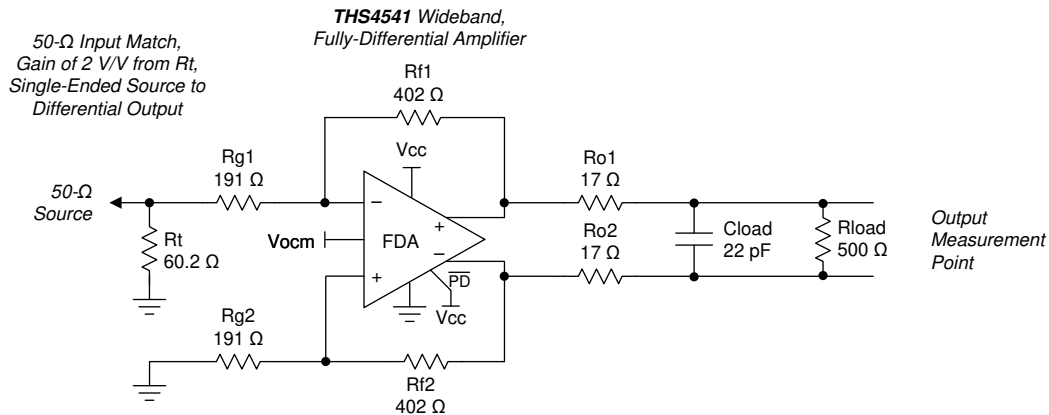 THS4541 Wideband,
Fully-Differential Amplifier
50-Ω Input Match,
Gain of 2 V/V from Rt,
Single-Ended Source to
Differential Output
Rf1
402 Ω
Vcc
Rg1
191 Ω
Ro1
17 Ω
50-Ω
Source
Rt
60.2 Ω
Vocm
−
FDA
+
+
−
PD
Vcc
Ro2
17 Ω
Cload
22 pF
Rload
500 Ω
Output
Measurement
Point
Rg2
191 Ω
Rf2
402 Ω